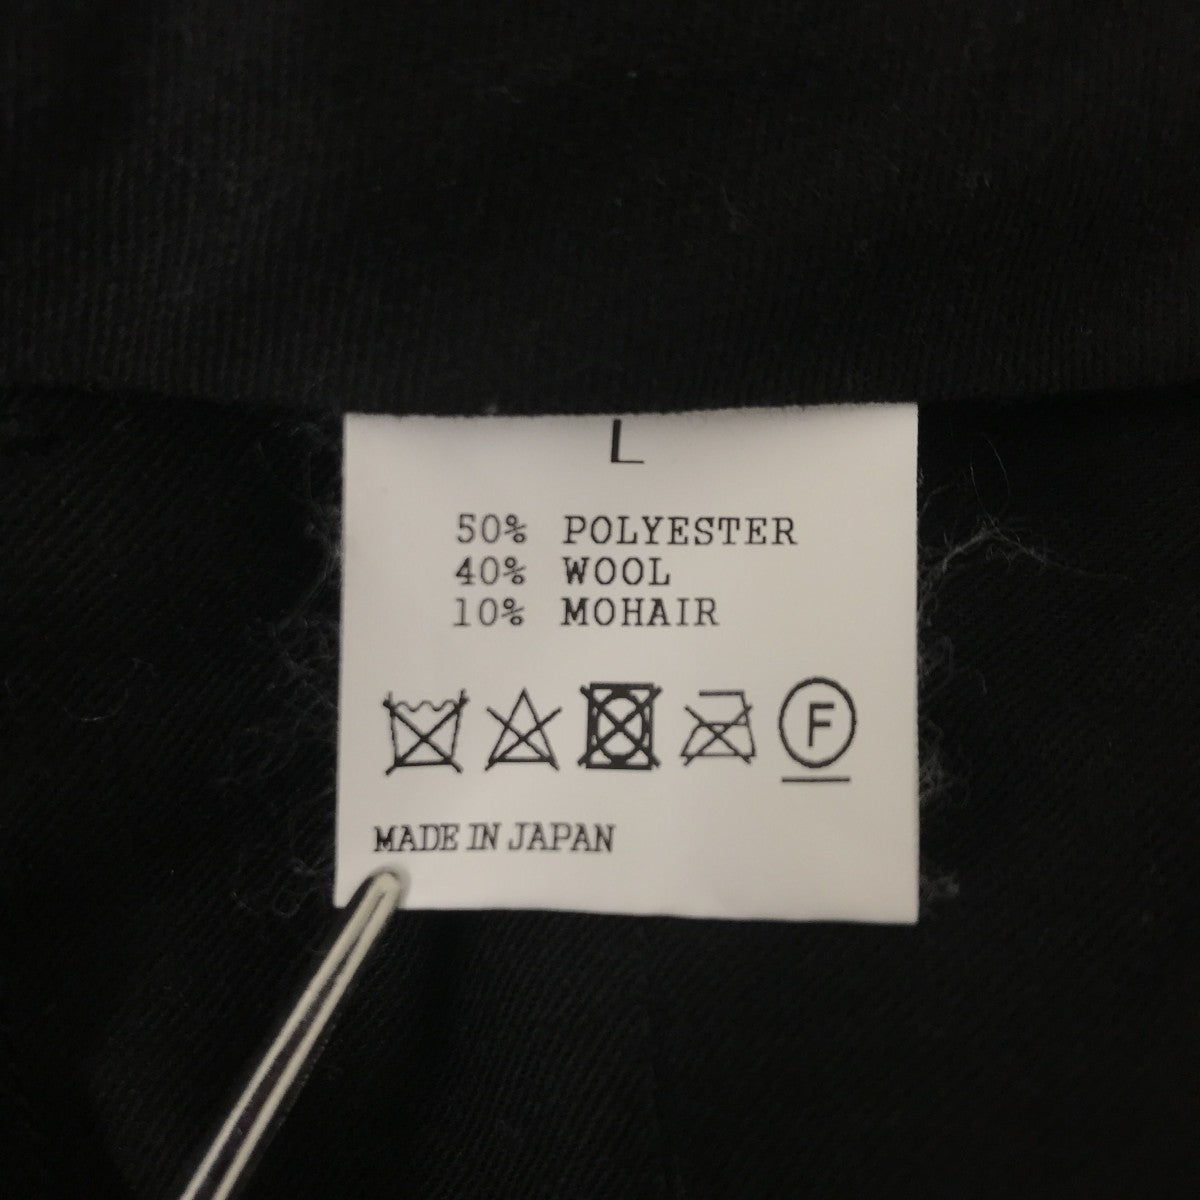 L
50% POLYESTER
40% WOOL
10% MOHAIR
F
MADE IN JAPAN